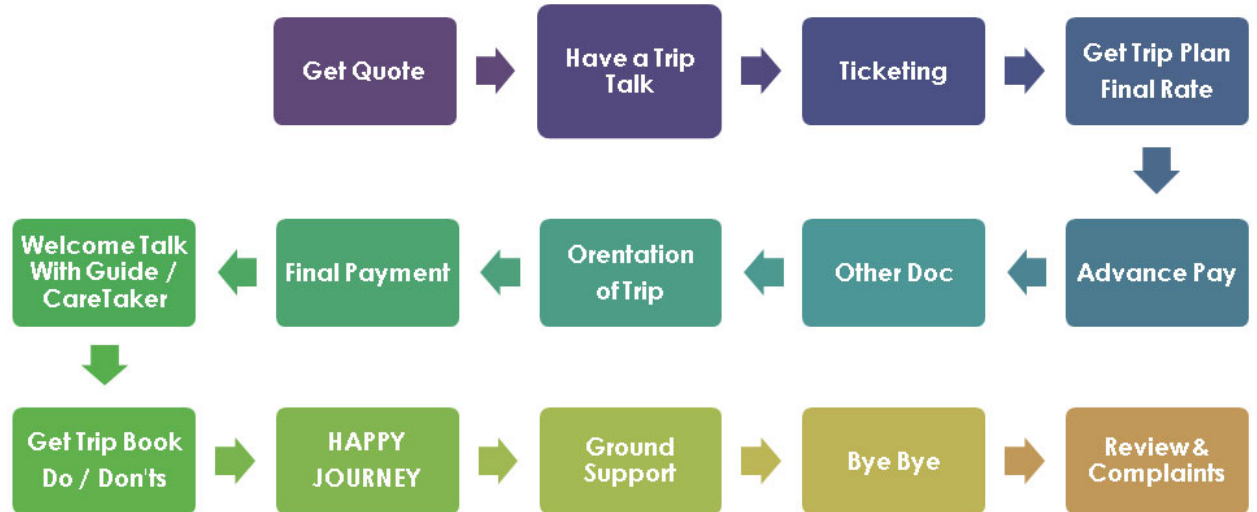 Get Quote
Have a Trip
Talk
Ticketing
Get Trip Plan
Final Rate
Advance Pay
Other Doc
Orentation
of Trip
Final Payment
Welcome Talk
With Guide /
CareTaker
Get Trip Book
Do / Don'ts
HAPPY
JOURNEY
Ground
Support
Bye Bye
Review &
Complaints